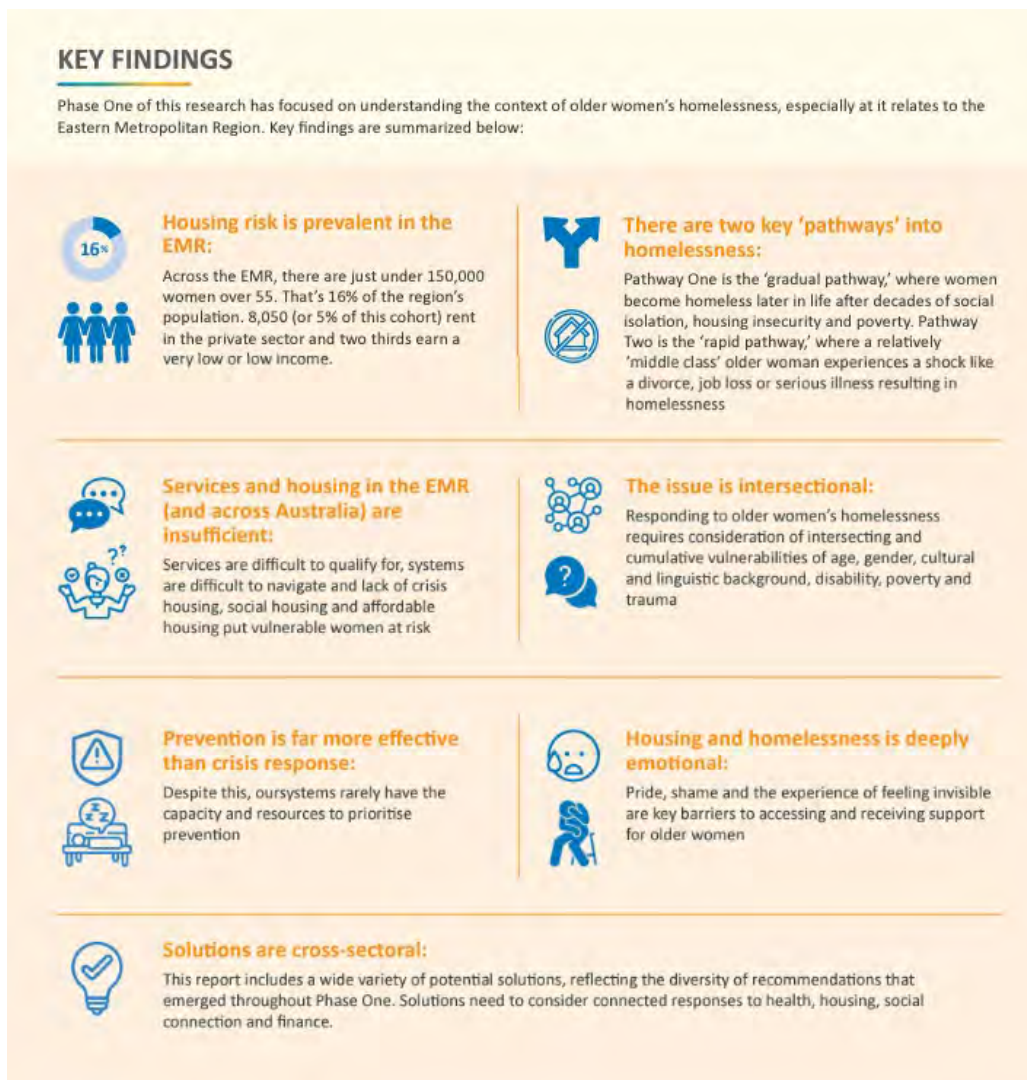 KEY FINDINGS
Phase One of this research has focused on understanding the context of older women's homelessness, especially at it relates to the
Eastern Metropolitan Region. Key findings are summarized below:
16%
Housing risk is prevalent in the
EMR:
Across the EMR, there are just under 150,000
women over 55. That's 16% of the region's
population. 8,050 (or 5% of this cohort) rent
in the private sector and two thirds earn a
very low or low income.
There are two key 'pathways' into
homelessness:
Pathway One is the 'gradual pathway,' where women
become homeless later in life after decades of social
isolation, housing insecurity and poverty. Pathway
Two is the 'rapid pathway,' where a relatively
'middle class' older woman experiences a shock like
a divorce, job loss or serious illness resulting in
homelessness
??
Services and housing in the EMR
(and across Australia) are
insufficient:
Services are difficult to qualify for, systems
are difficult to navigate and lack of crisis
housing, social housing and affordable
housing put vulnerable women at risk
?
The issue is intersectional:
Responding to older women's homelessness
requires consideration of intersecting and
cumulative vulnerabilities of age, gender, cultural
and linguistic background, disability, poverty and
trauma
zz
zz
Prevention is far more effective
than crisis response:
Despite this, oursystems rarely have the
capacity and resources to prioritise
prevention
Housing and homelessness is deeply
emotional:
Pride, shame and the experience of feeling invisible
are key barriers to accessing and receiving support
for older women
Solutions are cross-sectoral:
This report includes a wide variety of potential solutions, reflecting the diversity of recommendations that
emerged throughout Phase One. Solutions need to consider connected responses to health, housing, social
connection and finance.